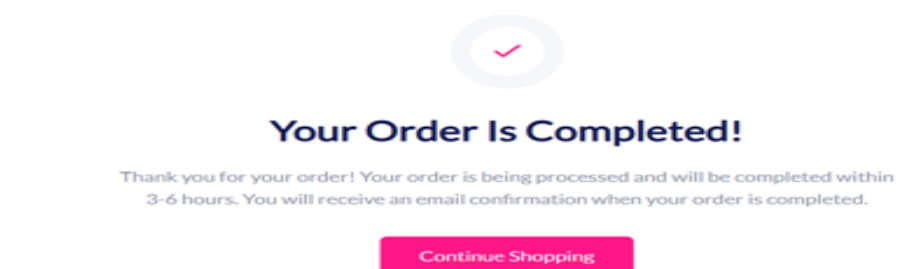 Your Order Is Completed!
Thank you for your order! Your order is being processed and will be completed within
3-6 hours. You will receive an email confirmation when your order is completed.
Continue Shopping